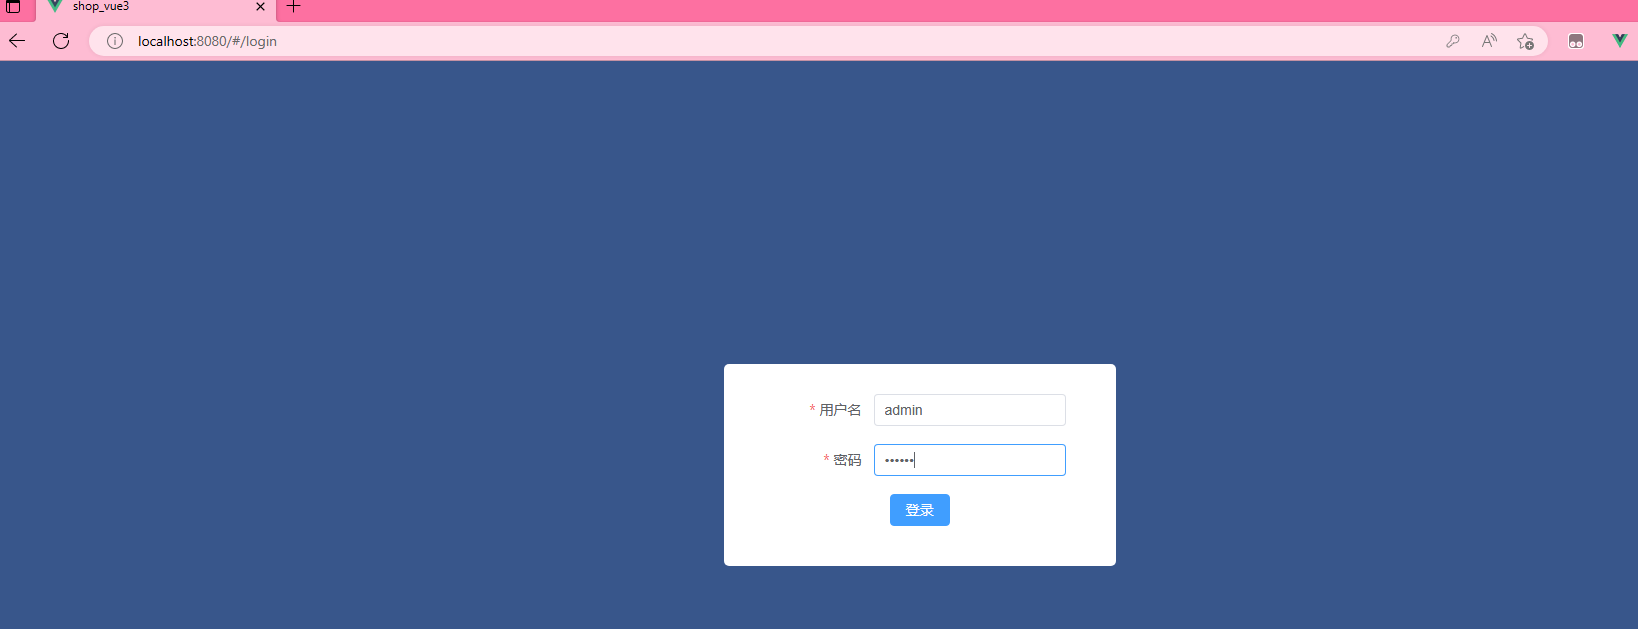 shop_vue3
localhost:8080/#/login
* 用户名 admin
* 密码 ••••••
登录